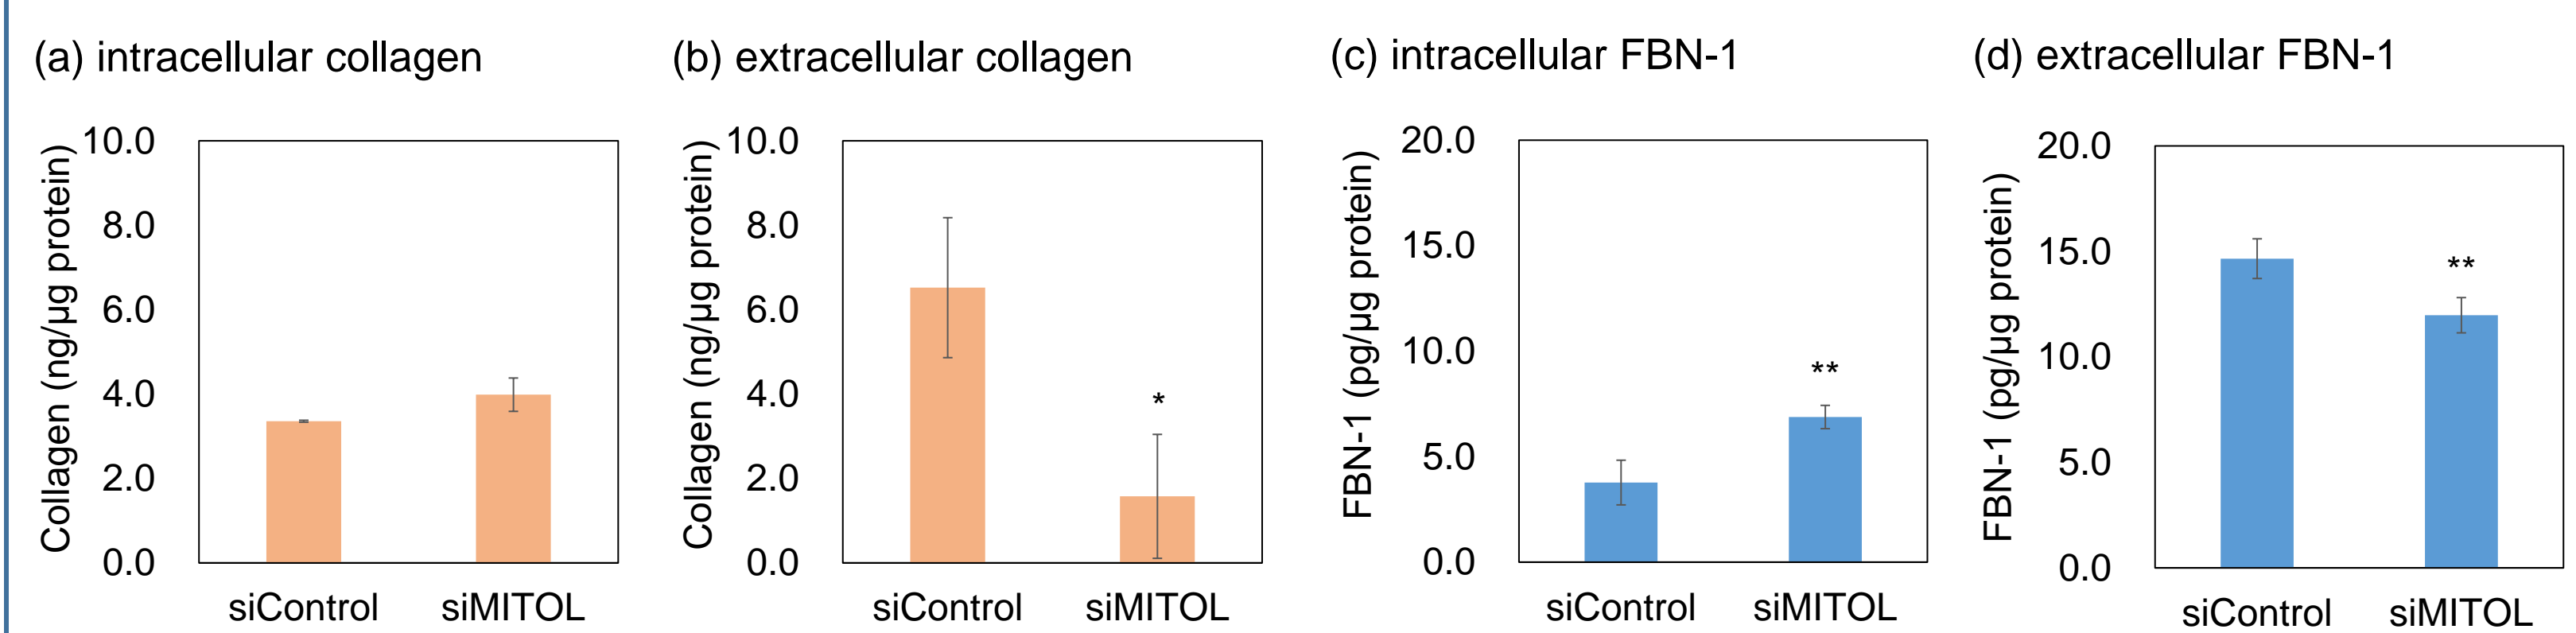 (a) intracellular collagen
Collagen (ng/µg protein)
10.0
8.0
6.0
4.0
2.0
0.0
siControl siMITOL
(b) extracellular collagen
Collagen (ng/µg protein)
10.0
8.0
6.0
4.0
2.0
0.0
*
siControl siMITOL
(c) intracellular FBN-1
FBN-1 (pg/µg protein)
20.0
15.0
10.0
5.0
0.0
**
siControl siMITOL
(d) extracellular FBN-1
FBN-1 (pg/µg protein)
20.0
15.0
10.0
5.0
0.0
**
siControl siMITOL